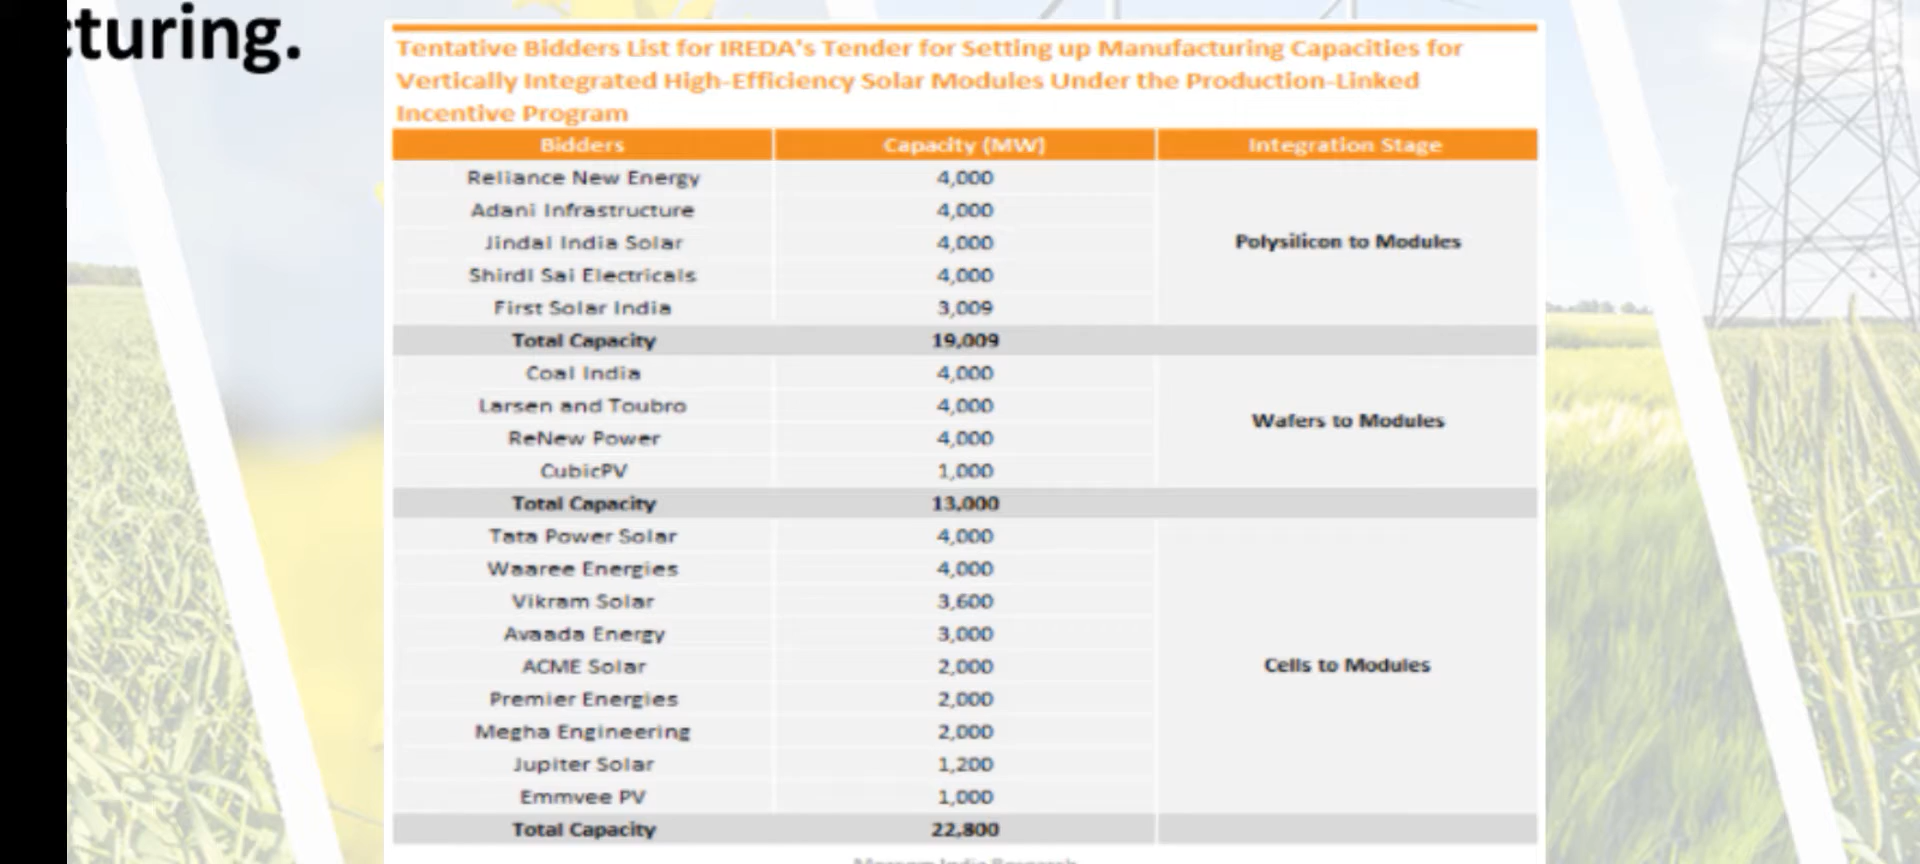 cturing.
Tentative Bidders List for IREDA's Tender for Setting up Manufacturing Capacities for
Vertically Integrated High-Efficiency Solar Modules Under the Production-Linked
Incentive Program
Bidders Capacity (MW) Integration Stage
Reliance New Energy 4,000
Adani Infrastructure 4,000
Jindal India Solar 4,000 Polysilicon to Modules
Shirdi Sai Electricals 4,000
First Solar India 3,009
Total Capacity 19,009
Coal India 4,000
Larsen and Toubro 4,000 Wafers to Modules
ReNew Power 4,000
CubicPV 1,000
Total Capacity 13,000
Tata Power Solar 4,000
Waaree Energies 4,000
Vikram Solar 3,600
Avaada Energy 3,000
ACME Solar 2,000 Cells to Modules
Premier Energies 2,000
Megha Engineering 2,000
Jupiter Solar 1,200
Emmvee PV 1,000
Total Capacity 22,800